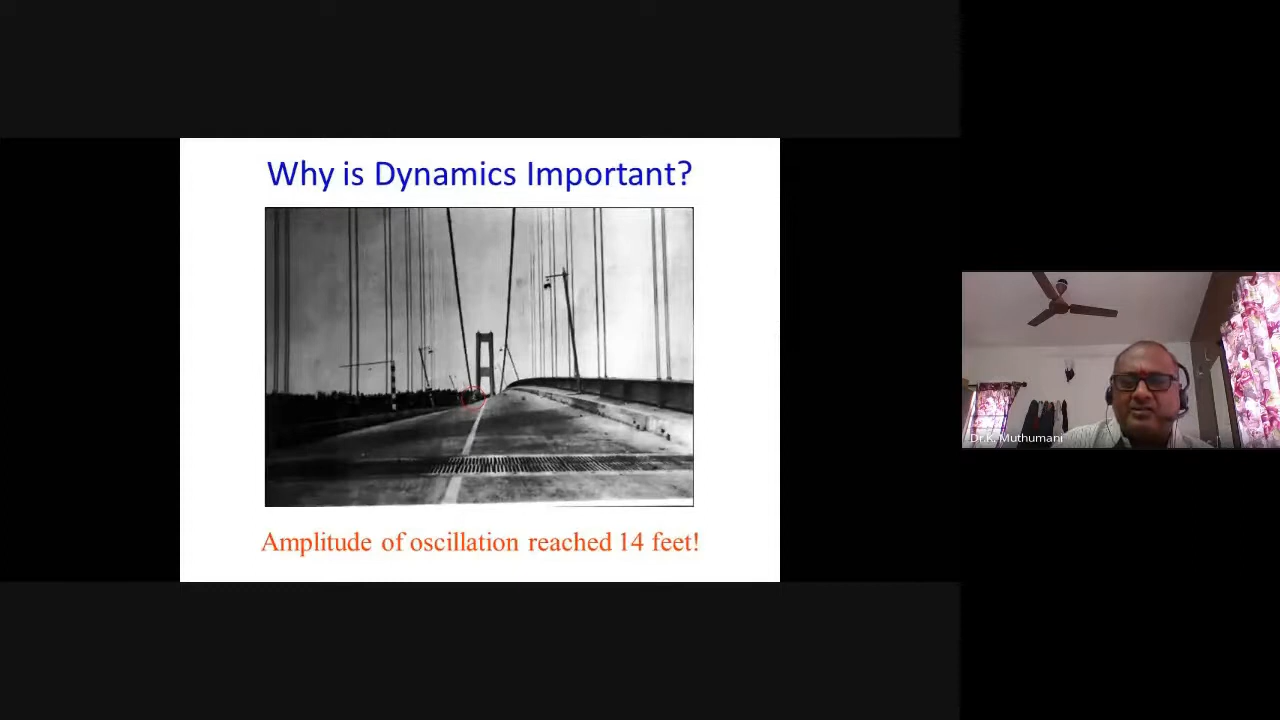 Why is Dynamics Important?
Amplitude of oscillation reached 14 feet!
Dr.K. Muthumani